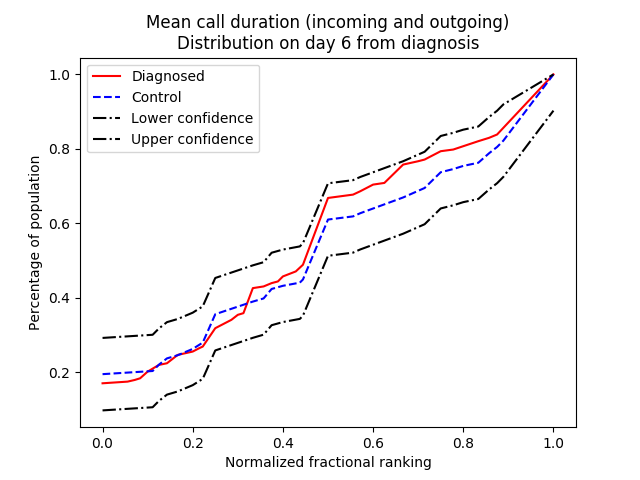 Mean call duration (incoming and outgoing)
Distribution on day 6 from diagnosis
Diagnosed
Control
Lower confidence
Upper confidence
Percentage of population
1.0
0.8
0.6
0.4
0.2
0.0 0.2 0.4 0.6 0.8 1.0
Normalized fractional ranking